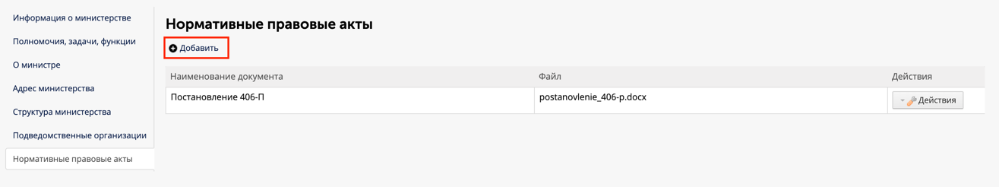 Информация о министерстве
Полномочия, задачи, функции
О министре
Адрес министерства
Структура министерства
Подведомственные организации
Нормативные правовые акты
Нормативные правовые акты
Добавить
Наименование документа Файл Действия
Постановление 406-П postanovlenie_406-p.docx Действия